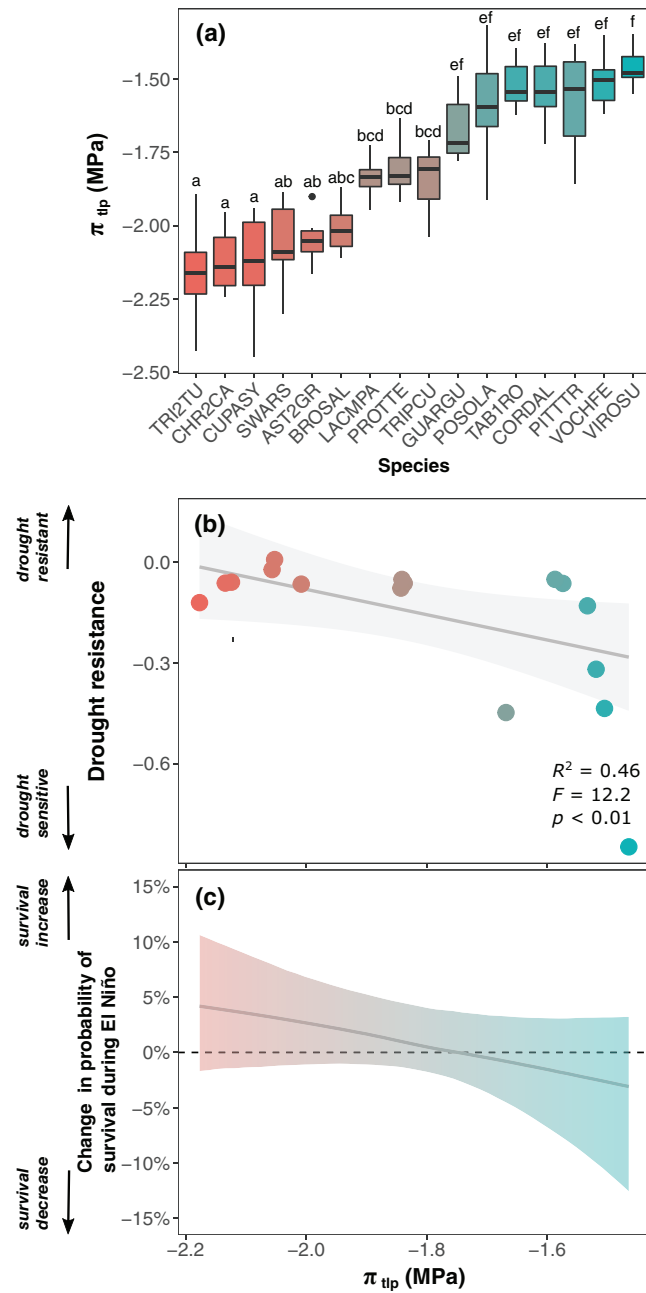 (a)
a a a ab ab abc bcd bcd bcd ef ef ef ef ef ef f
π tlp (MPa)
−1.50
−1.75
−2.00
−2.25
−2.50
TRI2TU
CHR2CA
CUPASY
SWARS
AST2GR
BROSAL
LACMPA
PROTTE
TRIPCU
GUARGU
POSOLA
TAB1RO
CORDAL
PITTTR
VOCHFE
VIROSU
Species
(b)
drought
resistant
drought
sensitive
Drought resistance
0.0
−0.3
−0.6
R² = 0.46
F = 12.2
p < 0.01
(c)
survival
increase
survival
decrease
Change in probability of
survival during El Niño
15%
10%
5%
0%
−5%
−10%
−15%
−2.2 −2.0 −1.8 −1.6
π tlp (MPa)